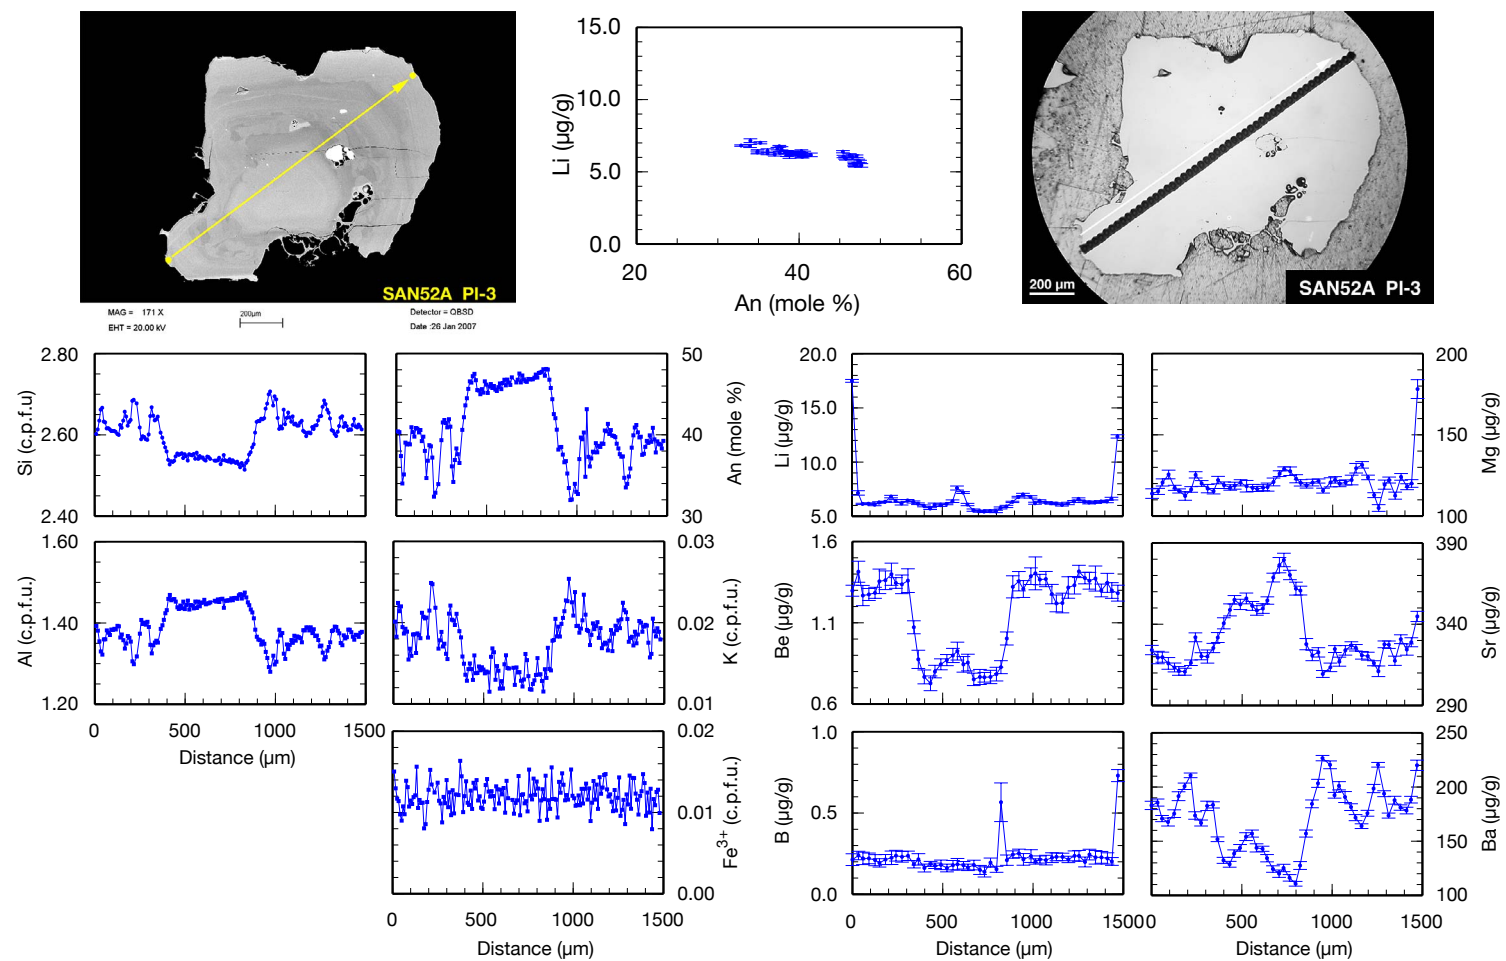 SAN52A Pl-3
MAG = 171 X
EHT = 20.00 kV
200µm
Detector = QBSD
Date :26 Jan 2007
15.0
10.0
5.0
0.0
Li (µg/g)
20
40
60
An (mole %)
200 µm
SAN52A Pl-3
2.80
2.60
2.40
Si (c.p.f.u)
50
40
30
An (mole %)
20.0
15.0
10.0
5.0
Li (µg/g)
200
150
100
Mg (µg/g)
1.60
1.40
1.20
Al (c.p.f.u.)
0
500
1000
1500
Distance (µm)
0.03
0.02
0.01
K (c.p.f.u.)
1.6
1.1
0.6
Be (µg/g)
390
340
290
Sr (µg/g)
0.02
0.01
0.00
Fe3+ (c.p.f.u.)
0
500
1000
1500
Distance (µm)
1.0
0.5
0.0
B (µg/g)
0
500
1000
1500
Distance (µm)
250
200
150
100
Ba (µg/g)
0
500
1000
1500
Distance (µm)